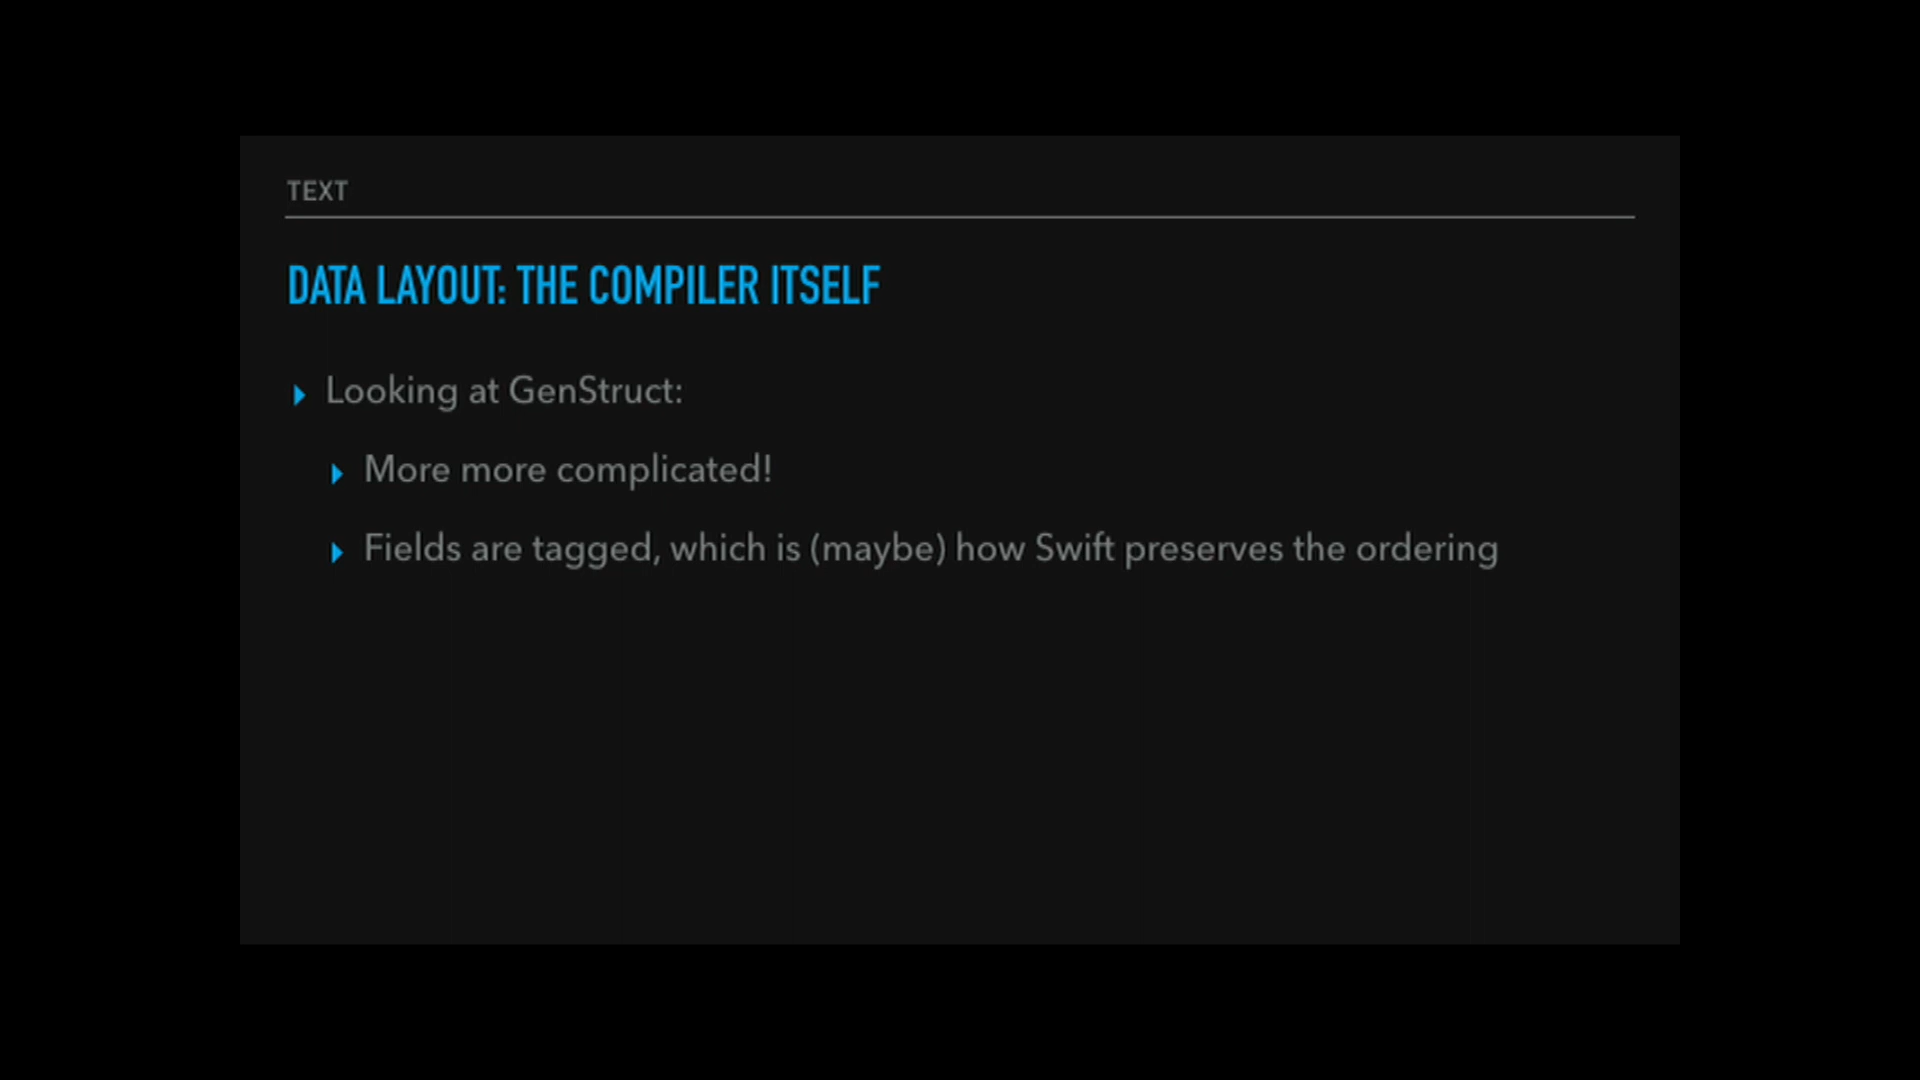 TEXT
DATA LAYOUT: THE COMPILER ITSELF
Looking at GenStruct:
More more complicated!
Fields are tagged, which is (maybe) how Swift preserves the ordering